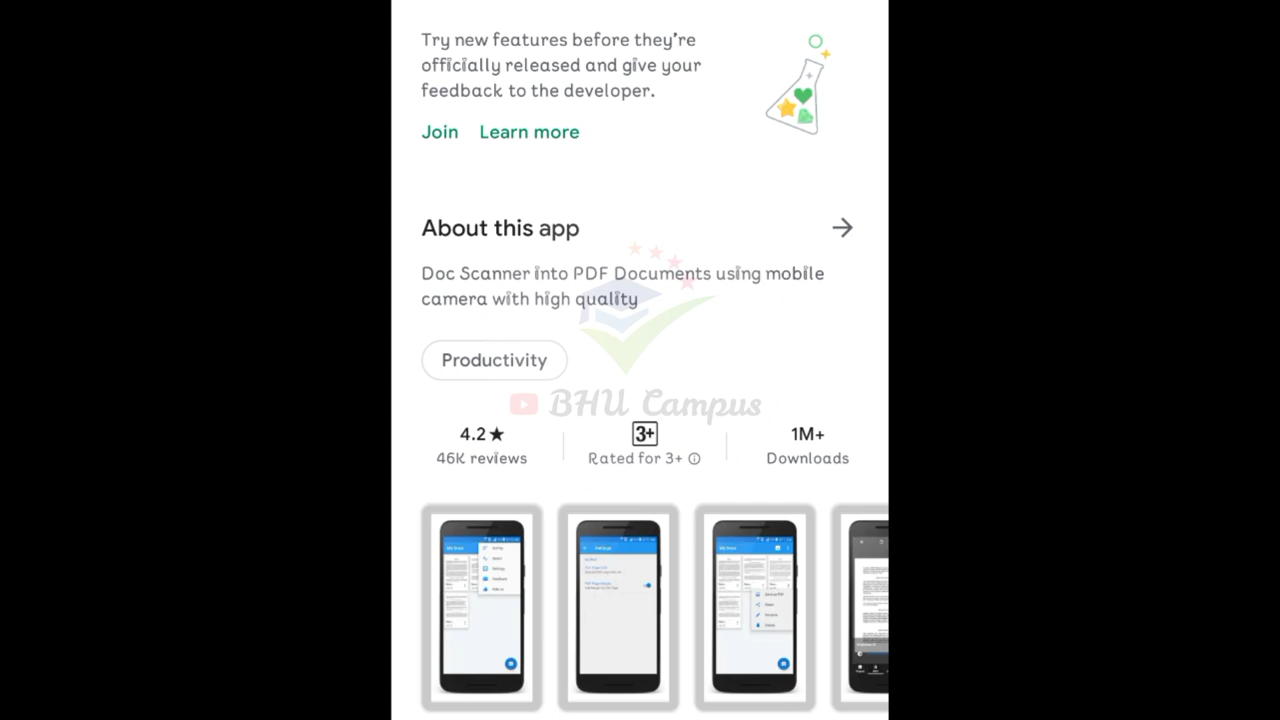 Try new features before they're
officially released and give your
feedback to the developer.
Join Learn more
About this app
Doc Scanner into PDF Documents using mobile
camera with high quality
Productivity
BHU Campus
4.2★ 3+ 1M+
46K reviews Rated for 3+ Downloads